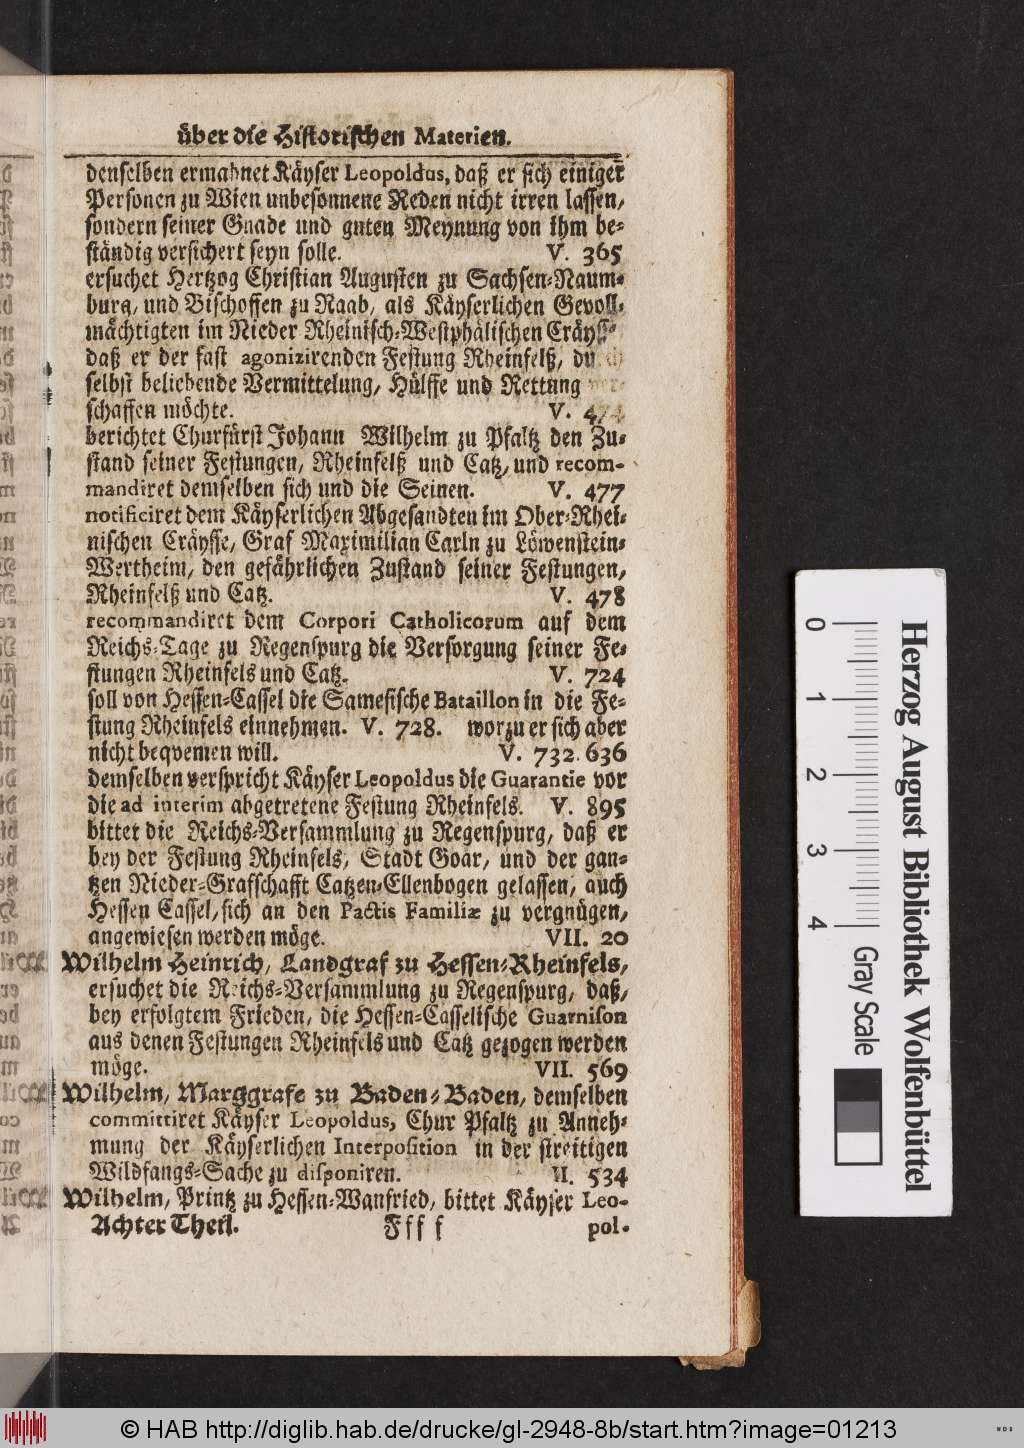 über die Historischen Materien.
denselben ermahnet Käyser Leopoldus, daß er sich einiger
Personen zu Wien unbesonnene Reden nicht irren lassen,
sondern seiner Gnade und guten Meynung von ihm be-
ständig versichert seyn solle. V. 365
ersuchet Hertzog Christian Augusten zu Sachsen-Naum-
burg, und Bischoffen zu Raab, als Käyserlichen Gevoll-
mächtigten im Nieder Rheinisch-Westphälischen Cräyß
daß er der fast agonizirenden Festung Rheinfelß, durch
selbst beliebende Vermittelung, Hülffe und Rettung ver-
schaffen möchte. V. 474
berichtet Churfürst Johann Wilhelm zu Pfaltz den Zu-
stand seiner Festungen, Rheinfelß und Catz, und recom-
mandiret demselben sich und die Seinen. V. 477
notificiret dem Käyserlichen Abgesandten im Ober-Rhei-
nischen Cräysse, Graf Maximilian Carln zu Löwenstein-
Wertheim, den gefährlichen Zustand seiner Festungen,
Rheinfelß und Catz. V. 478
recommandiret dem Corpori Catholicorum auf dem
Reichs-Tage zu Regenspurg die Versorgung seiner Fe-
stungen Rheinfels und Catz. V. 724
soll von Hessen-Cassel die Samefische Bataillon in die Fe-
stung Rheinfels einnehmen. V. 728. worzu er sich aber
nicht beqvemen will. V. 732. 636
demselben verspricht Käyser Leopoldus die Guarantie vor
die ad interim abgetretene Festung Rheinfels. V. 895
bittet die Reichs-Versammlung zu Regenspurg, daß er
bey der Festung Rheinfels, Stadt Goar, und der gan-
tzen Nieder-Grafschafft Catzen-Ellenbogen gelassen, auch
Hessen Cassel, sich an den Pactis Familiæ zu vergnügen,
angewiesen werden möge. VII. 20
Wilhelm Heinrich, Landgraf zu Hessen-Rheinfels,
ersuchet die Reichs-Versammlung zu Regenspurg, daß,
bey erfolgtem Frieden, die Hessen-Casselische Guarnison
aus denen Festungen Rheinfels und Catz gezogen werden
möge. VII. 569
Wilhelm, Marggrafe zu Baden-Baden, demselben
committiret Käyser Leopoldus, Chur Pfaltz zu Anneh-
mung der Käyserlichen Interposition in der streitigen
Wildfangs-Sache zu disponiren. II. 534
Wilhelm, Printz zu Hessen-Wanfried, bittet Käyser Leo-
Achter Theil. Fff f pol-
Herzog August Bibliothek Wolfenbüttel
0 1 2 3 4 Gray Scale
© HAB http://diglib.hab.de/drucke/gl-2948-8b/start.htm?image=01213